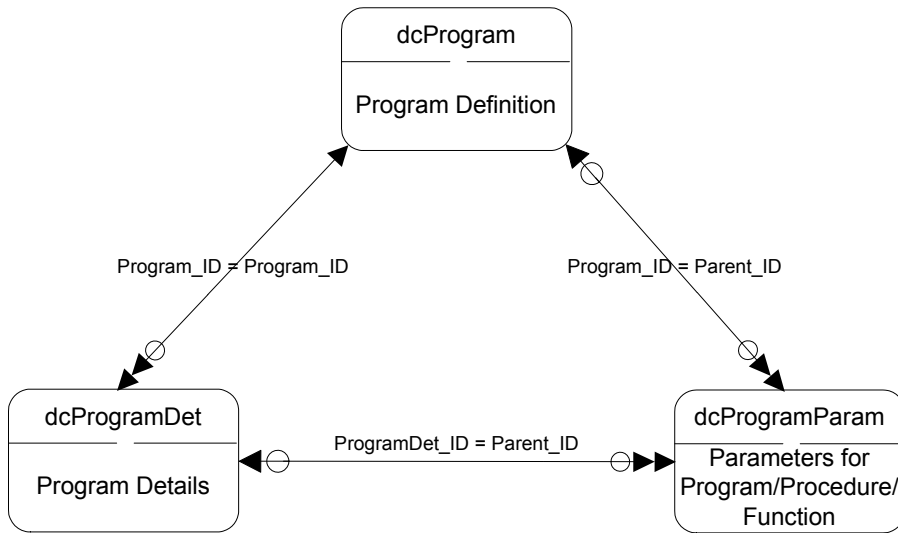 dcProgram
Program Definition
Program_ID = Program_ID
Program_ID = Parent_ID
dcProgramDet
Program Details
ProgramDet_ID = Parent_ID
dcProgramParam
Parameters for
Program/Procedure/
Function